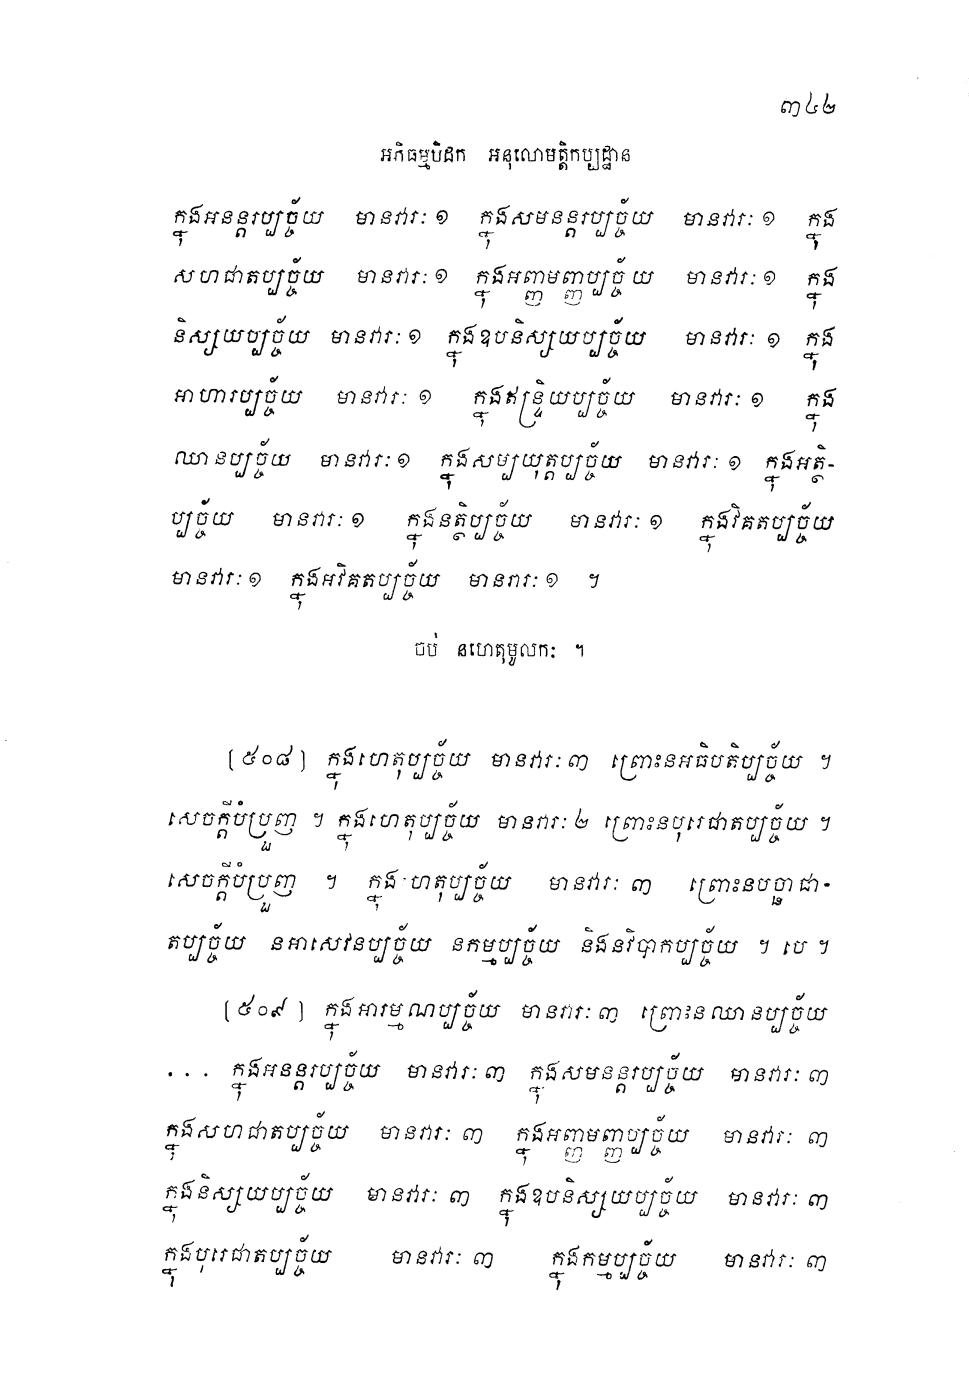 ៣៤២
អភិធម្មបិដក អនុលោមត្តិកប្បដ្ឋាន
ក្នុងអនន្តរប្បច្ច័យ មានវារៈ ១ ក្នុងសមនន្តរប្បច្ច័យ មានវារៈ ១ ក្នុង
សហជាតប្បច្ច័យ មានវារៈ ១ ក្នុងអញ្ញាមញ្ញប្បច្ច័យ មានវារៈ ១ ក្នុង
និស្សយប្បច្ច័យ មានវារៈ ១ ក្នុងឧបនិស្សយប្បច្ច័យ មានវារៈ ១ ក្នុង
អាហារប្បច្ច័យ មានវារៈ ១ ក្នុងឥន្ទ្រិយប្បច្ច័យ មានវារៈ ១ ក្នុង
ឈានប្បច្ច័យ មានវារៈ ១ ក្នុងសម្បយុត្តប្បច្ច័យ មានវារៈ ១ ក្នុងអត្ថិ-
ប្បច្ច័យ មានវារៈ ១ ក្នុងនត្ថិប្បច្ច័យ មានវារៈ ១ ក្នុងវិគតប្បច្ច័យ
មានវារៈ ១ ក្នុងអវិគតប្បច្ច័យ មានវារៈ ១ ។
ចប់ នហេតុមូលកៈ ។
(៥០៨) ក្នុងហេតុប្បច្ច័យ មានវារៈ ៣ ព្រោះនអធិបតិប្បច្ច័យ ។
សេចក្តីបំប្រួញ ។ ក្នុងហេតុប្បច្ច័យ មានវារៈ ២ ព្រោះនបុរេជាតប្បច្ច័យ ។
សេចក្តីបំប្រួញ ។ ក្នុងហេតុប្បច្ច័យ មានវារៈ ៣ ព្រោះនបច្ឆាជា-
តប្បច្ច័យ នអាសេវនប្បច្ច័យ នកម្មប្បច្ច័យ និងនវិបាកប្បច្ច័យ ។ បេ ។
(៥០៩) ក្នុងអារម្មណប្បច្ច័យ មានវារៈ ៣ ព្រោះនឈានប្បច្ច័យ
... ក្នុងអនន្តរប្បច្ច័យ មានវារៈ ៣ ក្នុងសមនន្តរប្បច្ច័យ មានវារៈ ៣
ក្នុងសហជាតប្បច្ច័យ មានវារៈ ៣ ក្នុងអញ្ញាមញ្ញប្បច្ច័យ មានវារៈ ៣
ក្នុងនិស្សយប្បច្ច័យ មានវារៈ ៣ ក្នុងឧបនិស្សយប្បច្ច័យ មានវារៈ ៣
ក្នុងបុរេជាតប្បច្ច័យ មានវារៈ ៣ ក្នុងកម្មប្បច្ច័យ មានវារៈ ៣